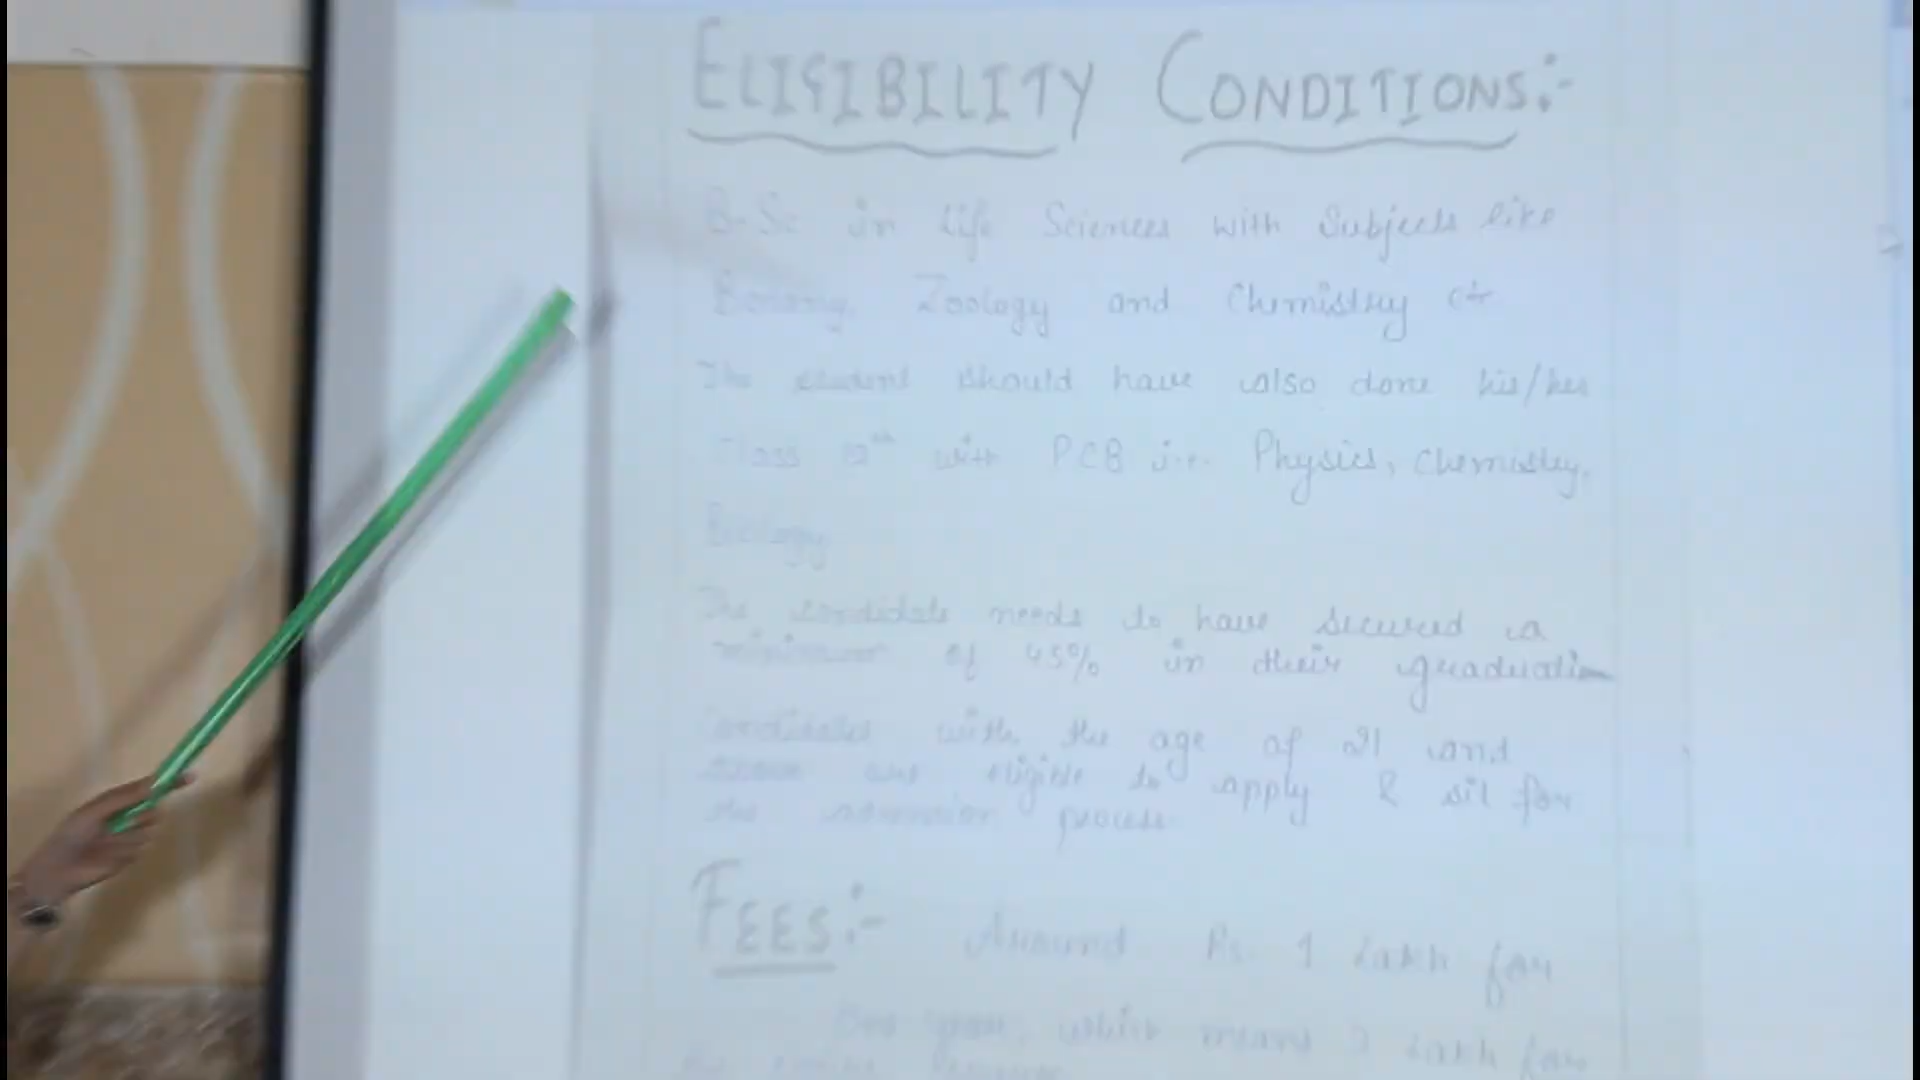 ELIGIBILITY CONDITIONS:-
B.Sc in life Sciences with Subjects like
Botany, Zoology and Chemistry etc
The student should have also done his/her
Class 12th with PCB i.e. Physics, Chemistry,
Biology
The candidate needs to have secured a
minimum of 45% in their graduation
Candidates with the age of 21 and
above are eligible to apply & sit for
the admission process
FEES:- Around Rs. 1 Lakh for
One year, which means 2 Lakh for